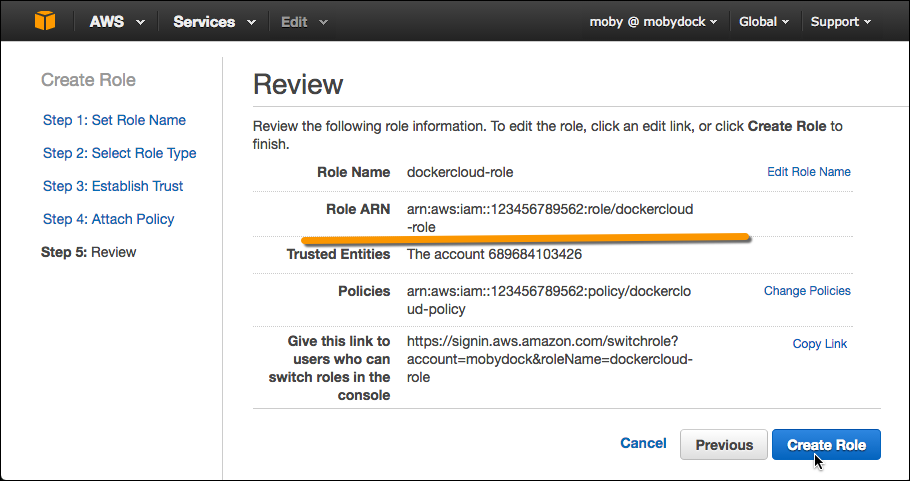 AWS Services Edit moby @ mobydock Global Support
Create Role
Step 1: Set Role Name
Step 2: Select Role Type
Step 3: Establish Trust
Step 4: Attach Policy
Step 5: Review
Review
Review the following role information. To edit the role, click an edit link, or click Create Role to
finish.
Role Name dockercloud-role Edit Role Name
Role ARN arn:aws:iam::123456789562:role/dockercloud
-role
Trusted Entities The account 689684103426
Policies arn:aws:iam::123456789562:policy/dockerclo Change Policies
ud-policy
Give this link to https://signin.aws.amazon.com/switchrole? Copy Link
users who can account=mobydock&roleName=dockercloud-
switch roles in the role
console
Cancel Previous Create Role